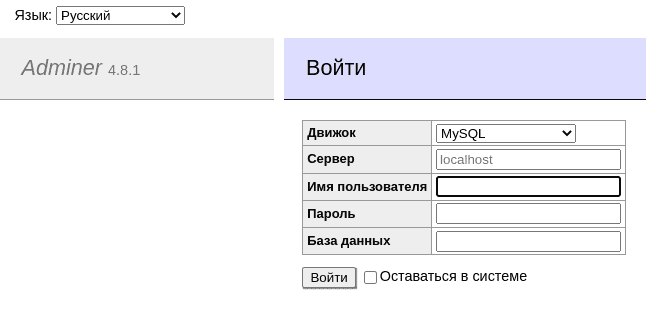 Язык: Русский
Adminer 4.8.1
Войти
Движок MySQL
Сервер localhost
Имя пользователя
Пароль
База данных
Войти Оставаться в системе